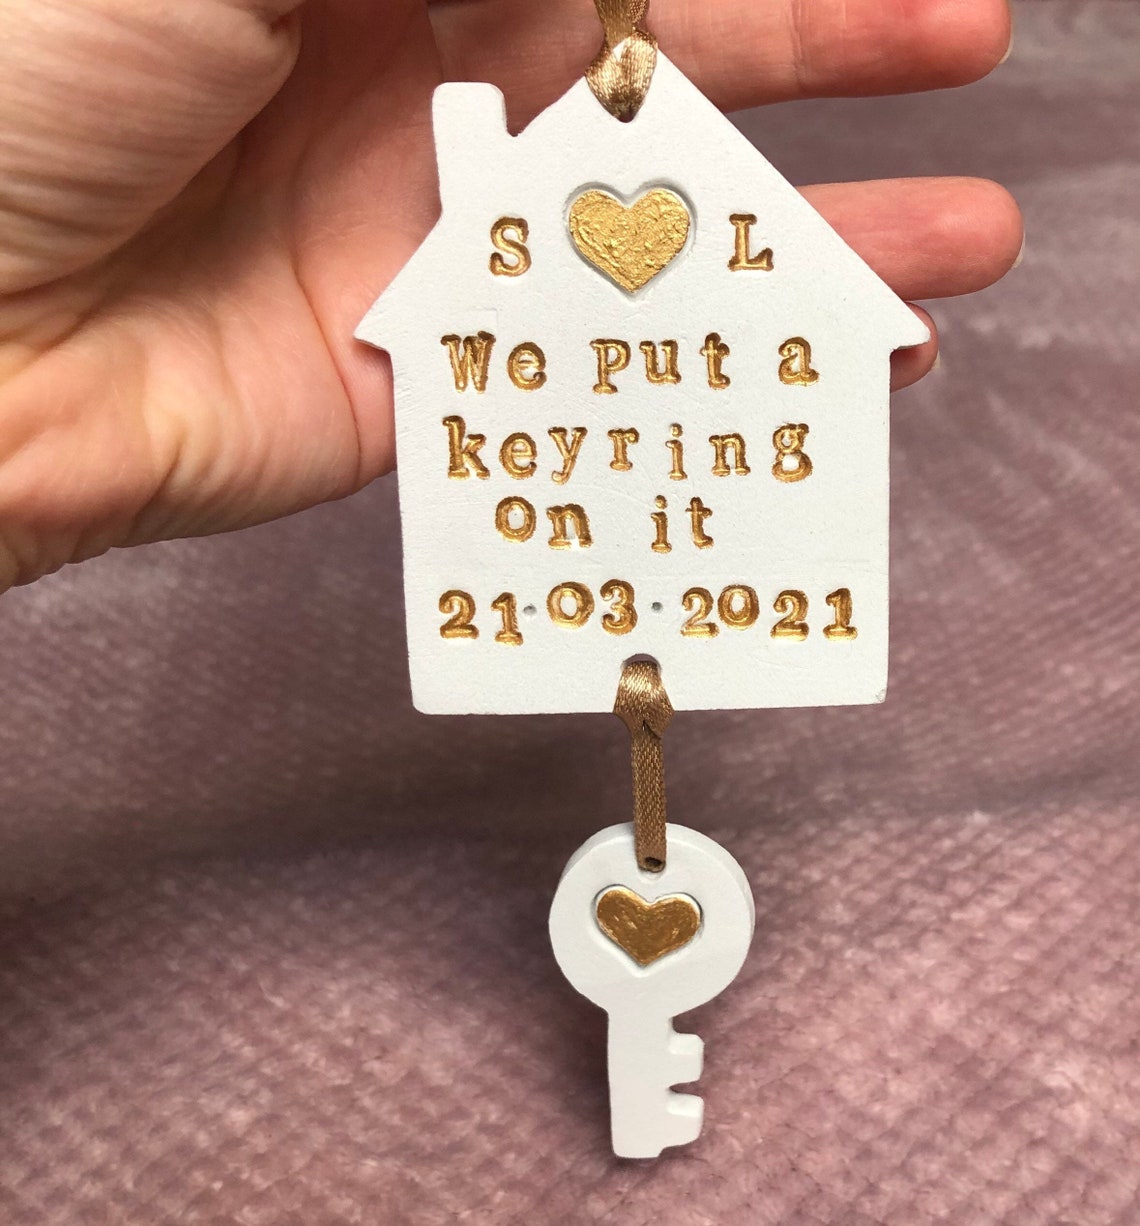 S L
We put a
keyring
on it
21·03·2021